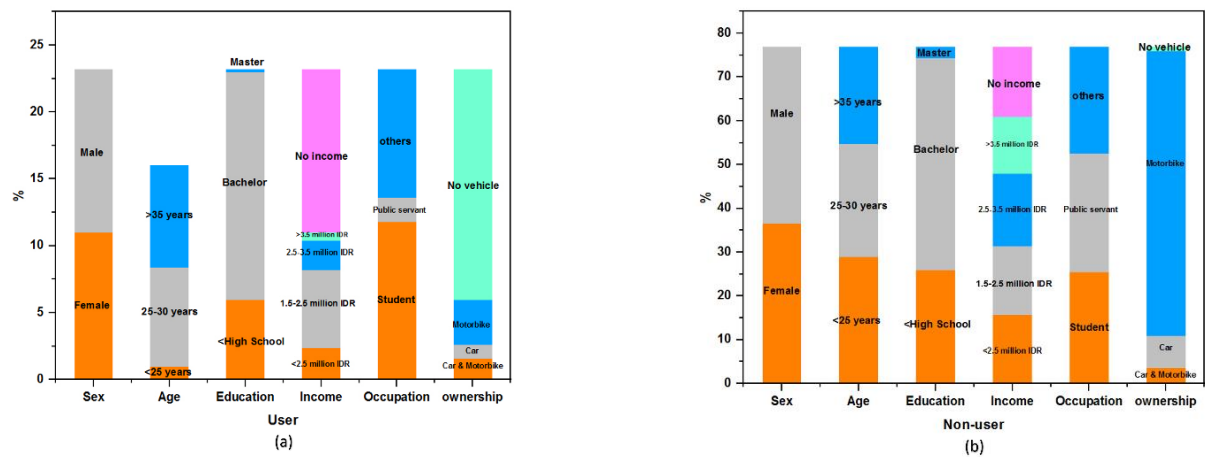 25
20
15
10
5
0
%
Male
Female
>35 years
25-30 years
<25 years
Master
Bachelor
<High School
No income
>3.5 million IDR
2.5-3.5 million IDR
1.5-2.5 million IDR
<2.5 million IDR
others
Public servant
Student
No vehicle
Motorbike
Car
Car & Motorbike
Sex Age Education Income Occupation ownership
User
(a)
80
70
60
50
40
30
20
10
0
%
Male
Female
>35 years
25-30 years
<25 years
Master
Bachelor
<High School
No income
>3.5 million IDR
2.5-3.5 million IDR
1.5-2.5 million IDR
<2.5 million IDR
others
Public servant
Student
No vehicle
Motorbike
Car
Car & Motorbike
Sex Age Education Income Occupation ownership
Non-user
(b)